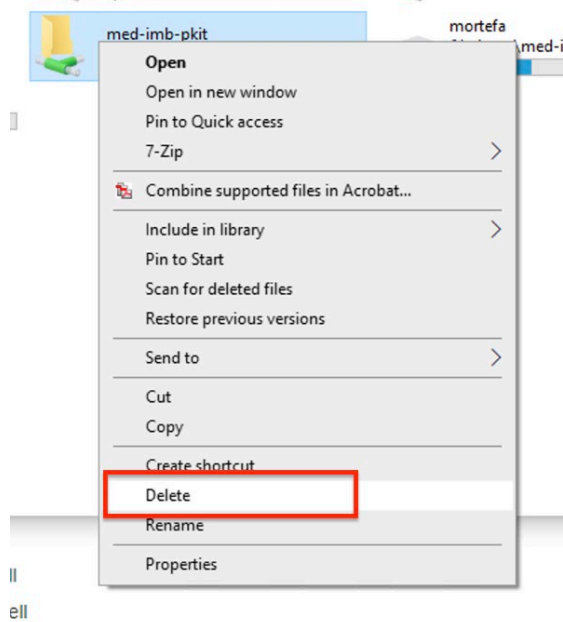 med-imb-pkit
mortefa
\med-i
Open
Open in new window
Pin to Quick access
7-Zip
Combine supported files in Acrobat...
Include in library
Pin to Start
Scan for deleted files
Restore previous versions
Send to
Cut
Copy
Create shortcut
Delete
Rename
Properties
ll
ell